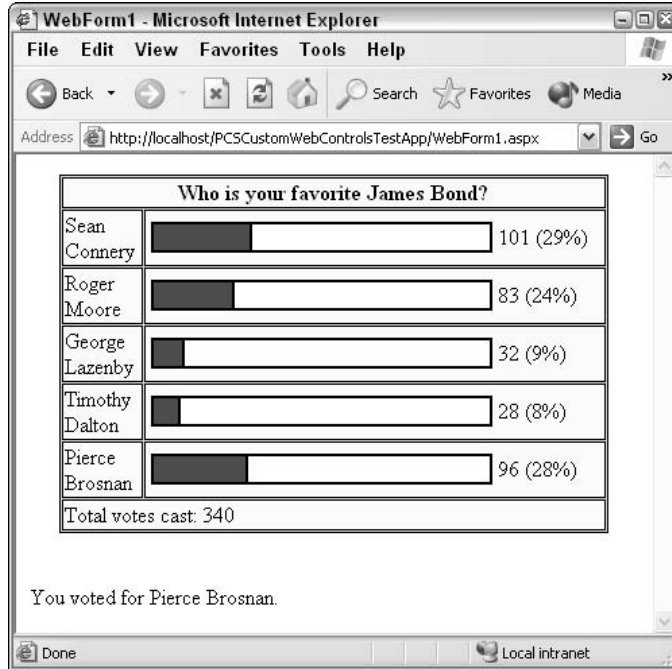 WebForm1 - Microsoft Internet Explorer
File Edit View Favorites Tools Help
Back Search Favorites Media »
Address http://localhost/PCSCustomWebControlsTestApp/WebForm1.aspx Go
Who is your favorite James Bond?
Sean
Connery
101 (29%)
Roger
Moore
83 (24%)
George
Lazenby
32 (9%)
Timothy
Dalton
28 (8%)
Pierce
Brosnan
96 (28%)
Total votes cast: 340
You voted for Pierce Brosnan.
Done Local intranet